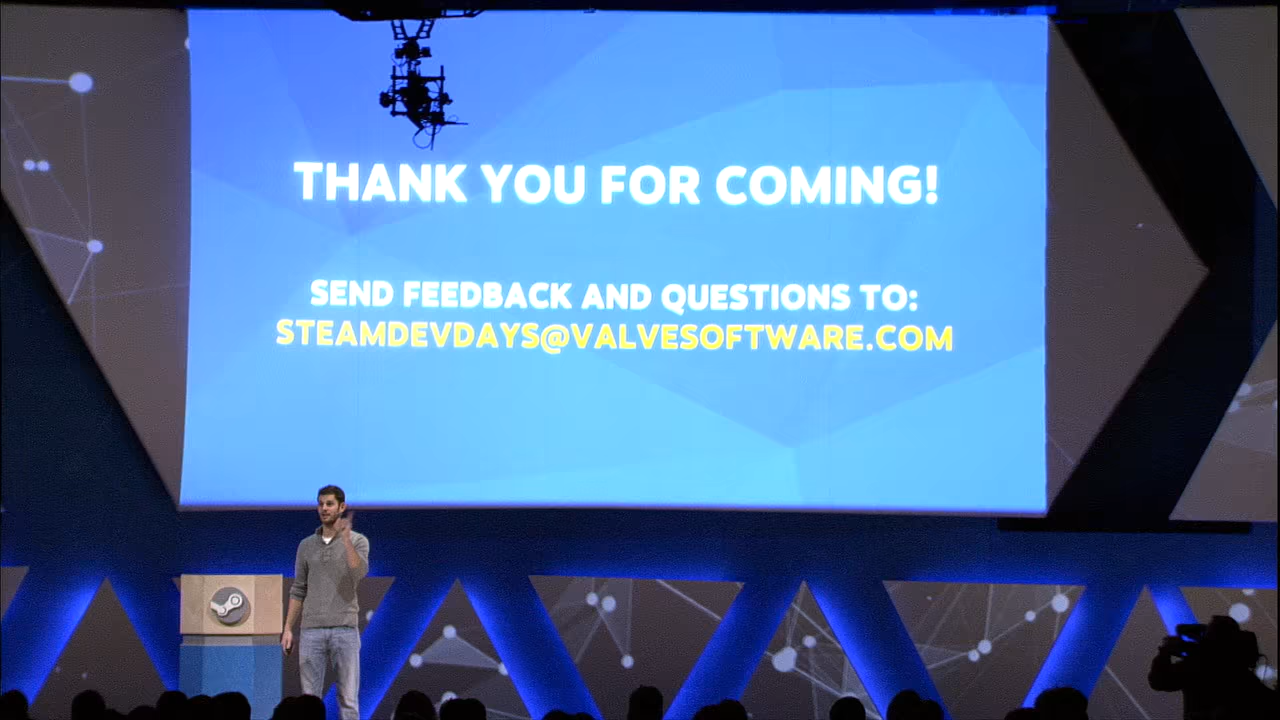 THANK YOU FOR COMING!
SEND FEEDBACK AND QUESTIONS TO:
STEAMDEVDAYS@VALVESOFTWARE.COM